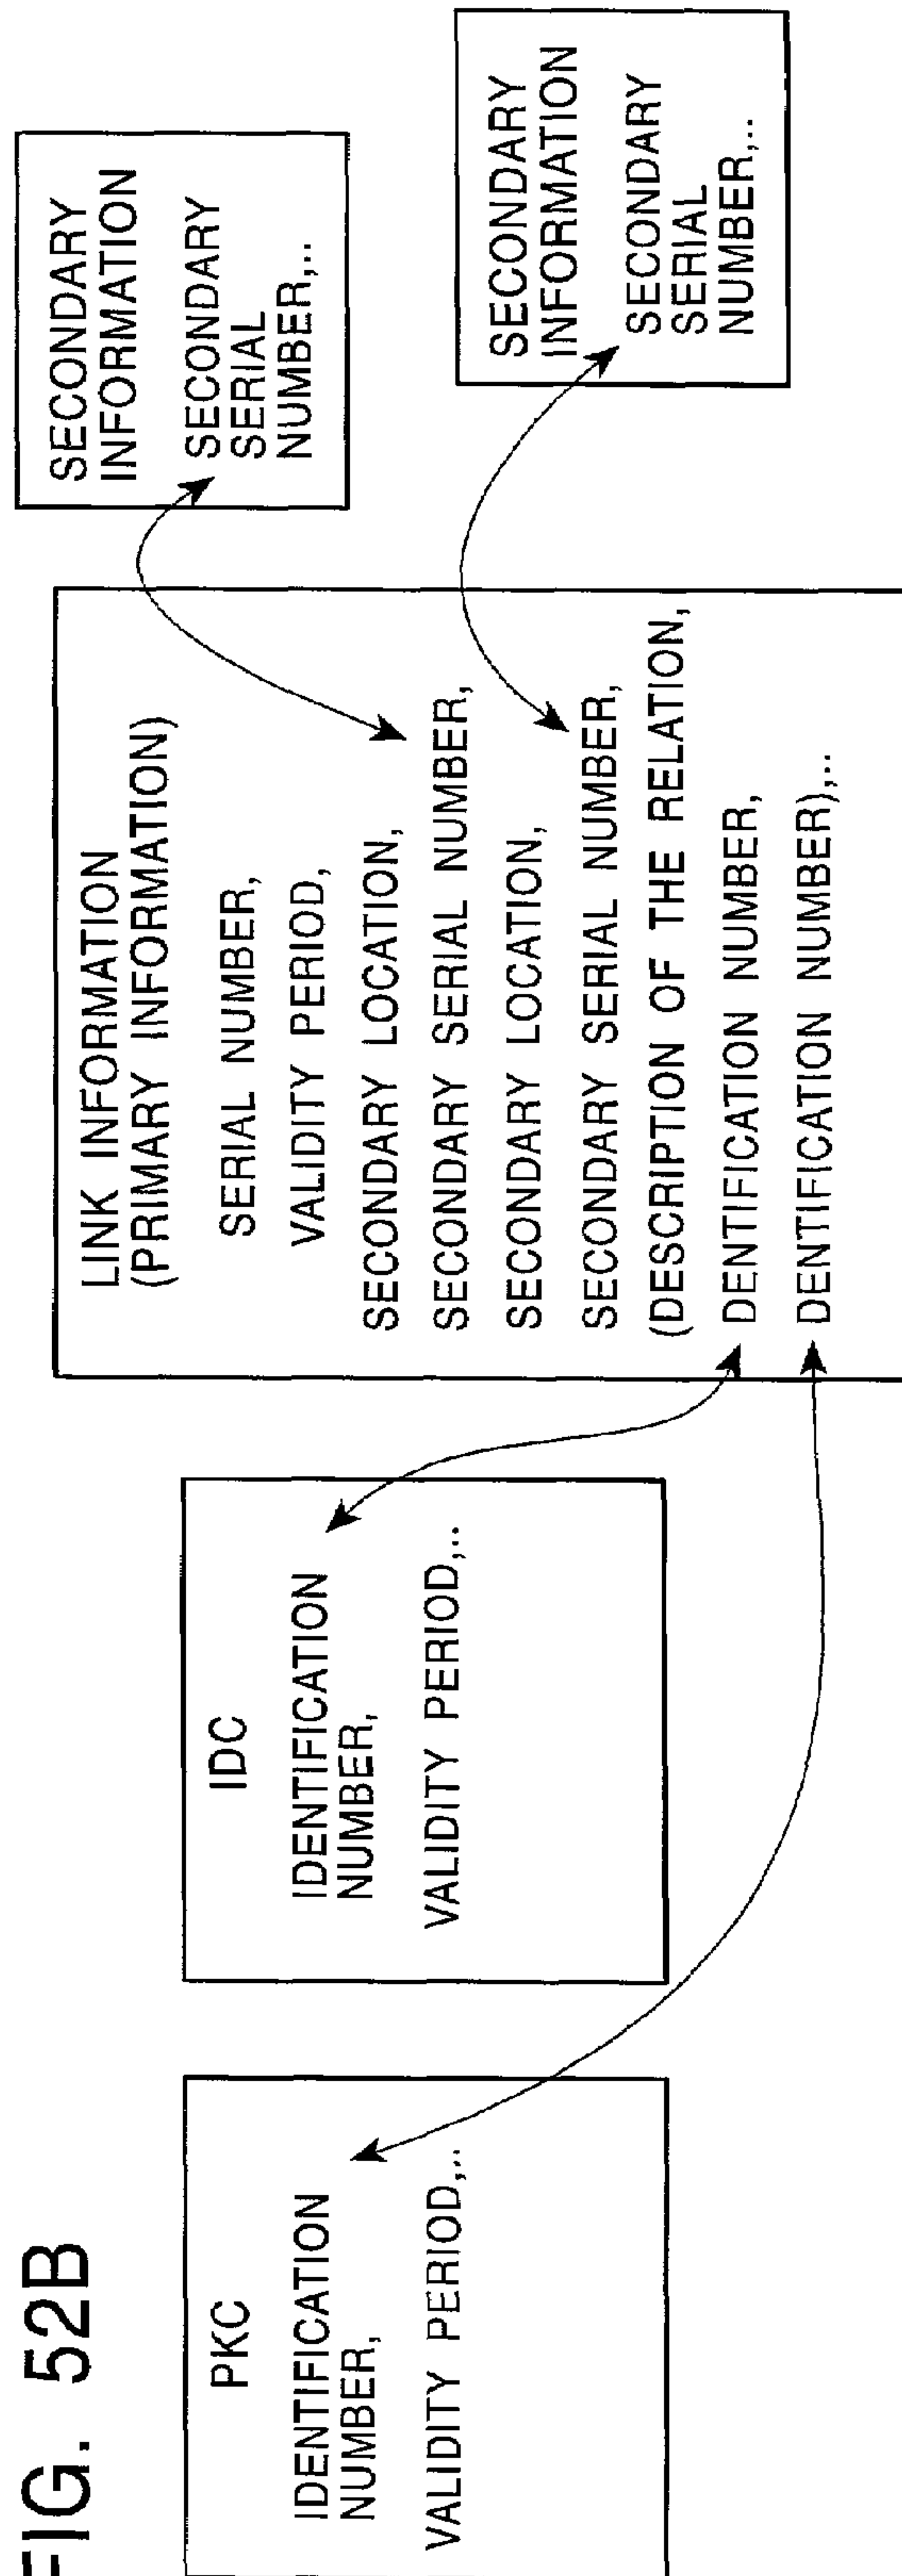 FIG. 52B
PKC
IDENTIFICATION
NUMBER,
VALIDITY PERIOD,..
IDC
IDENTIFICATION
NUMBER,
VALIDITY PERIOD,..
LINK INFORMATION
(PRIMARY INFORMATION)
SERIAL NUMBER,
VALIDITY PERIOD,
SECONDARY LOCATION,
SECONDARY SERIAL NUMBER,
SECONDARY LOCATION,
SECONDARY SERIAL NUMBER,
(DESCRIPTION OF THE RELATION,
DENTIFICATION NUMBER,
DENTIFICATION NUMBER),..
SECONDARY
INFORMATION
SECONDARY
SERIAL
NUMBER,..
SECONDARY
INFORMATION
SECONDARY
SERIAL
NUMBER,..